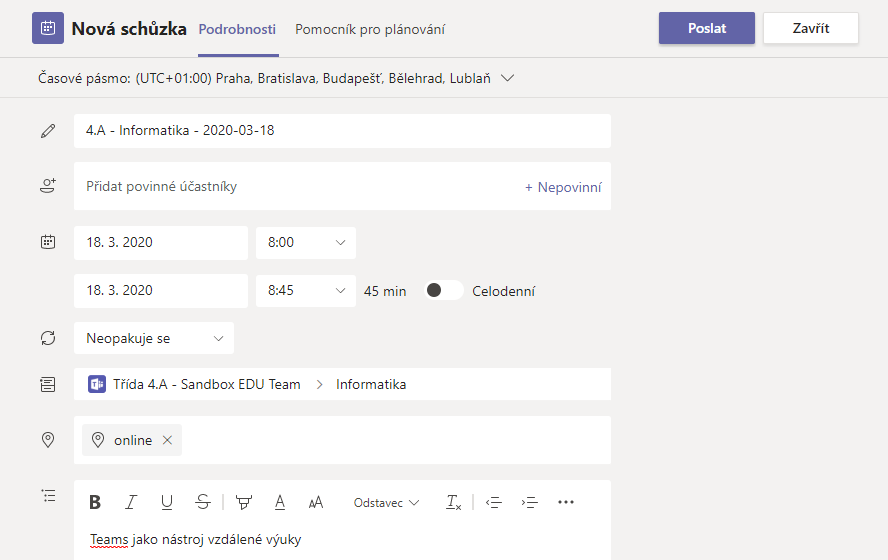 Nová schůzka Podrobnosti Pomocník pro plánování Poslat Zavřít
Časové pásmo: (UTC+01:00) Praha, Bratislava, Budapešť, Bělehrad, Lublaň
4.A - Informatika - 2020-03-18
Přidat povinné účastníky + Nepovinní
18. 3. 2020 8:00
18. 3. 2020 8:45 45 min Celodenní
Neopakuje se
Třída 4.A - Sandbox EDU Team > Informatika
online
B I U S A AA Odstavec Tx
Teams jako nástroj vzdálené výuky